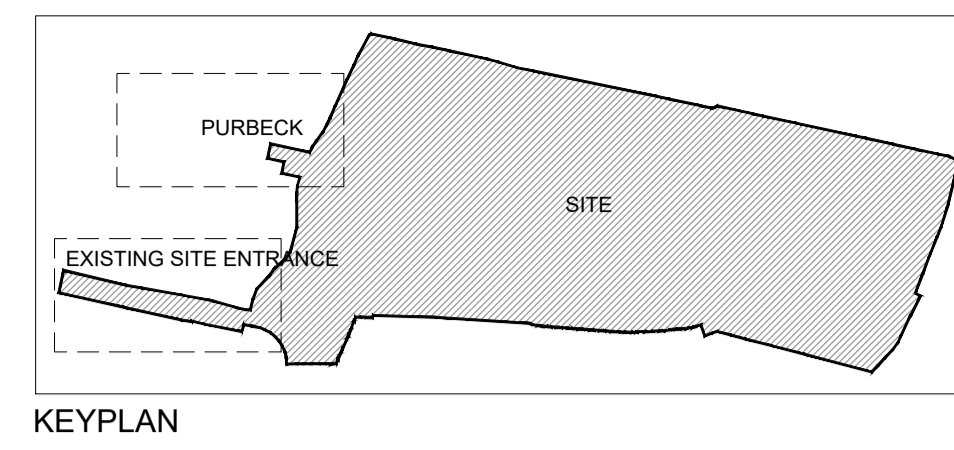 PURBECK
SITE
EXISTING SITE ENTRANCE
KEYPLAN